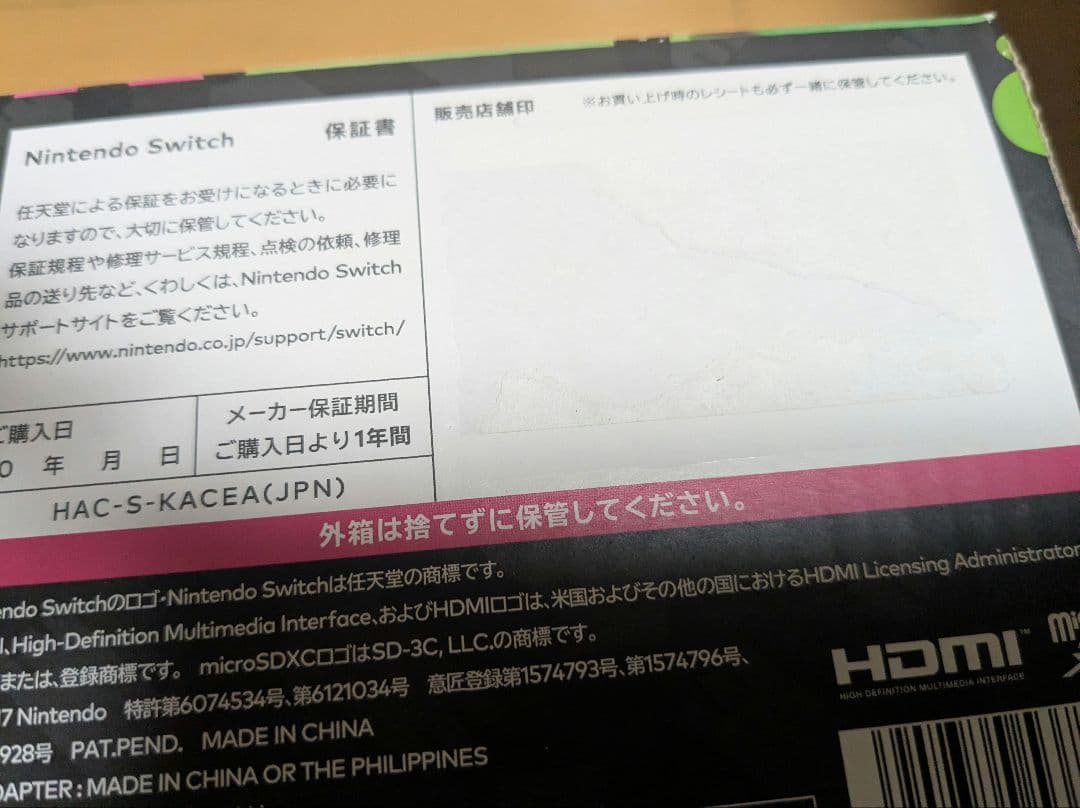 Nintendo Switch 保証書
任天堂による保証をお受けになるときに必要に
なりますので、大切に保管してください。
保証規程や修理サービス規程、点検の依頼、修理
品の送り先など、くわしくは、Nintendo Switch
サポートサイトをご覧ください。
https://www.nintendo.co.jp/support/switch/
ご購入日
0 年 月 日
メーカー保証期間
ご購入日より1年間
HAC-S-KACEA(JPN)
販売店舗印 ※お買い上げ時のレシートも必ず一緒に保管してください。
外箱は捨てずに保管してください。
endo Switchのロゴ・Nintendo Switchは任天堂の商標です。
I、High-Definition Multimedia Interface、およびHDMIロゴは、米国およびその他の国におけるHDMI Licensing Administrator
または、登録商標です。 microSDXCロゴはSD-3C, LLC.の商標です。
17 Nintendo 特許第6074534号、第6121034号 意匠登録第1574793号、第1574796号、
928号 PAT.PEND. MADE IN CHINA
DAPTER : MADE IN CHINA OR THE PHILIPPINES
HDMI™
HIGH DEFINITION MULTIMEDIA INTERFACE